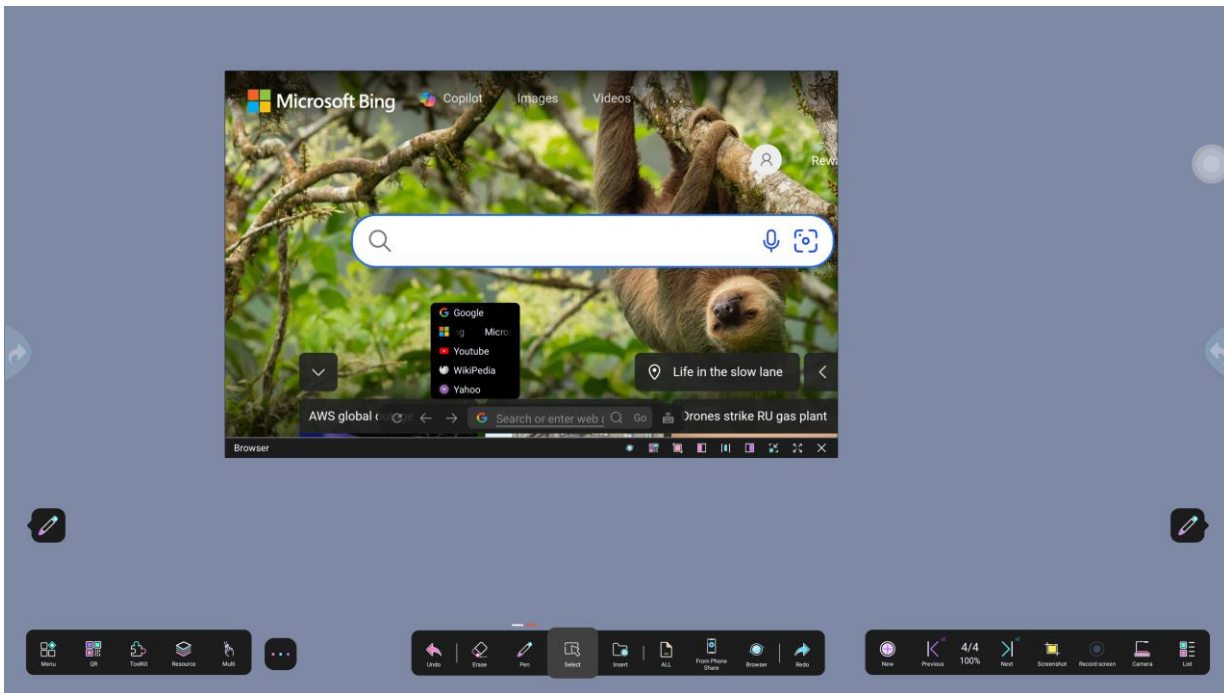 Microsoft Bing Copilot Images Videos
Google
Youtube
WikiPedia
Life in the slow lane
Yahoo
AWS global Search or enter web Go Drones strike RU gas plant
Browser
4/4
100%
Menu QR Toolkit Resource Multi Undo Erase Pen Select Insert ALL From Phone Share Browser Redo New Previous Next Screenshot Record screen Camera List